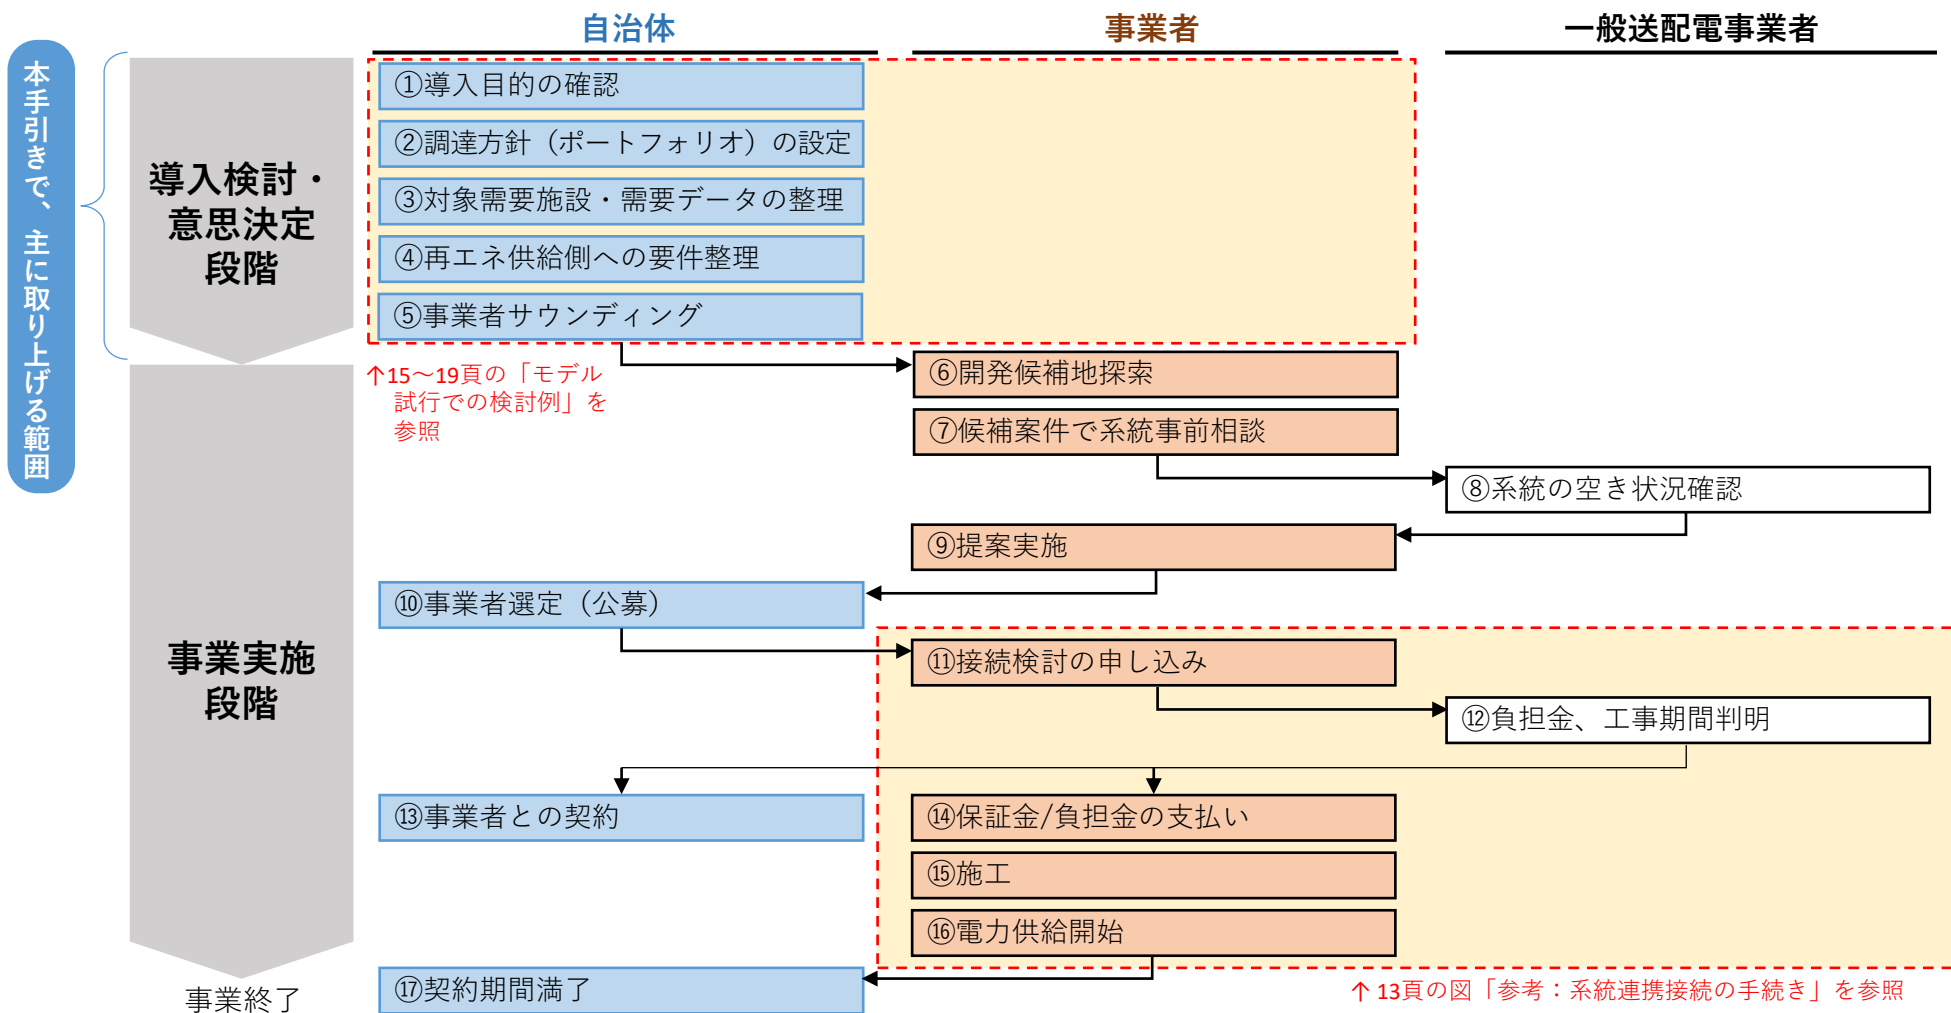 自治体
事業者
一般送配電事業者
本手引きで、主に取り上げる範囲
導入検討・
意思決定
段階
①導入目的の確認
②調達方針（ポートフォリオ）の設定
③対象需要施設・需要データの整理
④再エネ供給側への要件整理
⑤事業者サウンディング
↑15～19頁の「モデル
試行での検討例」を
参照
⑥開発候補地探索
⑦候補案件で系統事前相談
⑧系統の空き状況確認
⑨提案実施
⑩事業者選定（公募）
事業実施
段階
⑪接続検討の申し込み
⑫負担金、工事期間判明
⑬事業者との契約
⑭保証金/負担金の支払い
⑮施工
⑯電力供給開始
⑰契約期間満了
事業終了
↑13頁の図「参考：系統連携接続の手続き」を参照